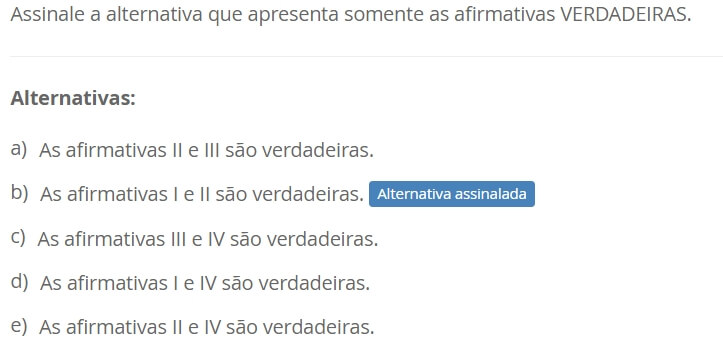 Assinale a alternativa que apresenta somente as afirmativas VERDADEIRAS.
Alternativas:
a) As afirmativas II e III são verdadeiras.
b) As afirmativas I e II são verdadeiras. Alternativa assinalada
c) As afirmativas III e IV são verdadeiras.
d) As afirmativas I e IV são verdadeiras.
e) As afirmativas II e IV são verdadeiras.